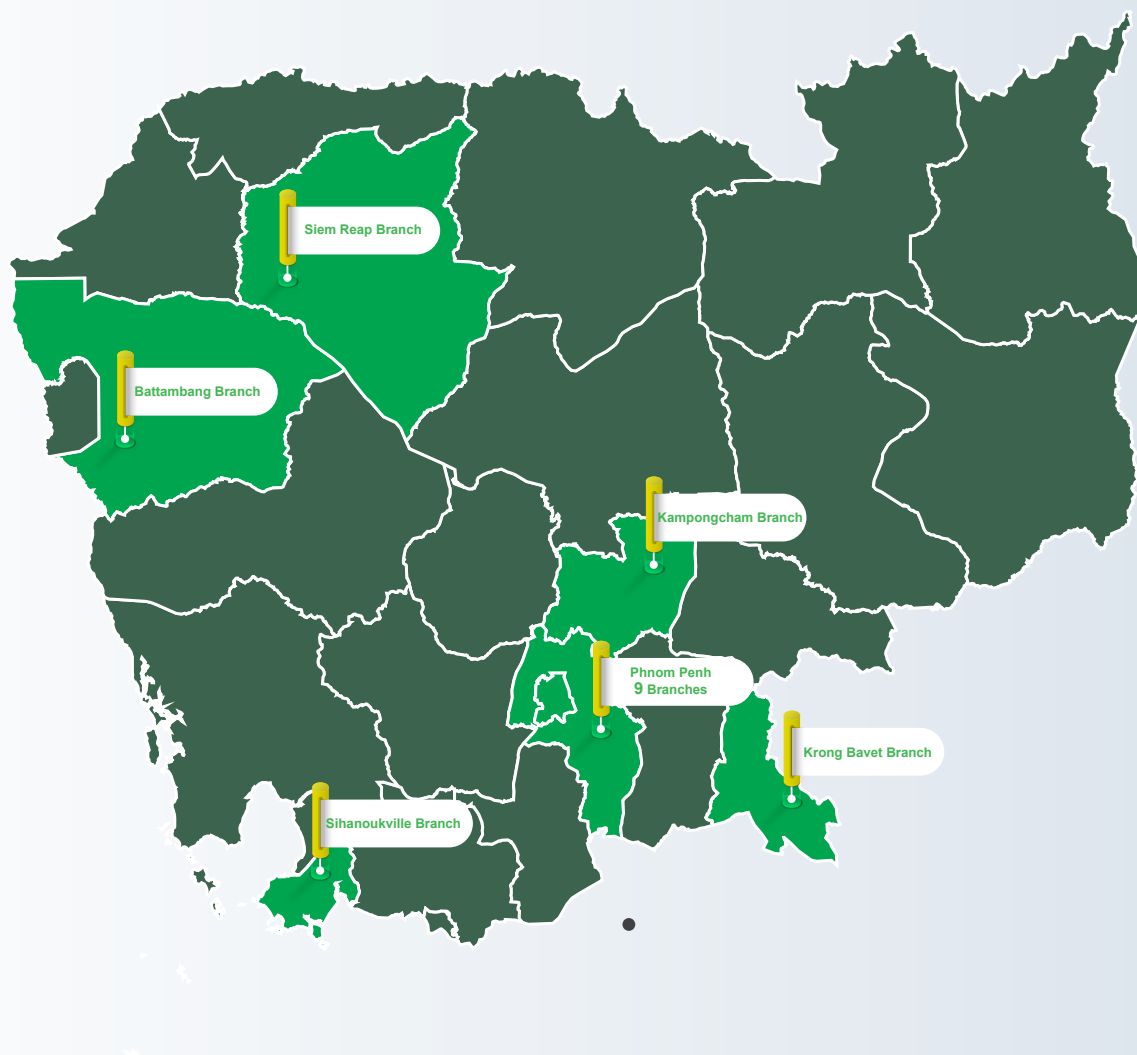 Siem Reap Branch
Battambang Branch
Kampongcham Branch
Phnom Penh
9 Branches
Krong Bavet Branch
Sihanoukville Branch